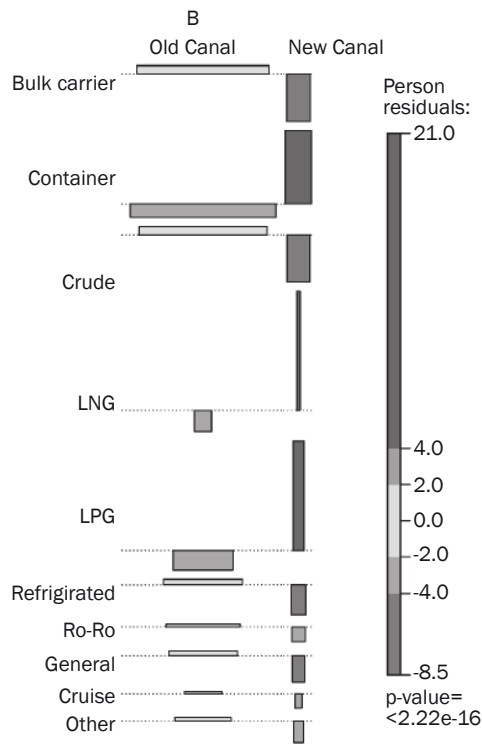 B
Old Canal New Canal
Bulk carrier
Container
Crude
LNG
LPG
Refrigirated
Ro-Ro
General
Cruise
Other
Person
residuals:
21.0
4.0
2.0
0.0
-2.0
-4.0
-8.5
p-value=
<2.22e-16